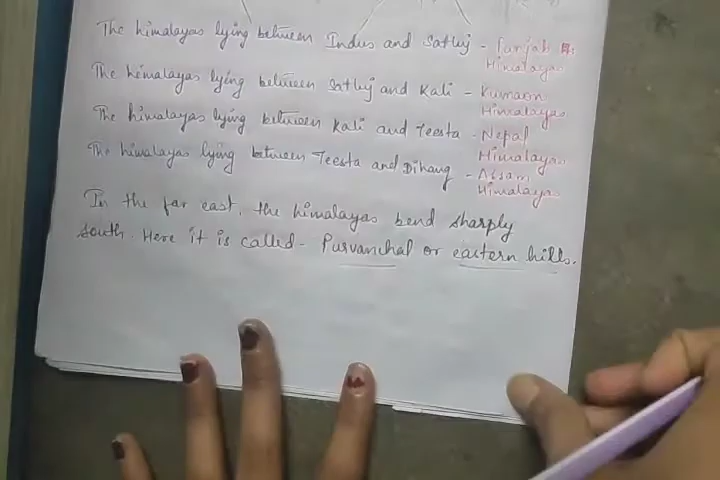 The himalayas lying between Indus and Satluj - Punjab
Himalayas
The himalayas lying between Satluj and Kali - Kumaon
Himalayas
The himalayas lying between Kali and Teesta - Nepal
Himalayas
The himalayas lying between Teesta and Dihang - Assam
Himalayas
In the far east, the himalayas bend sharply
south. Here it is called - Purvanchal or eastern hills.